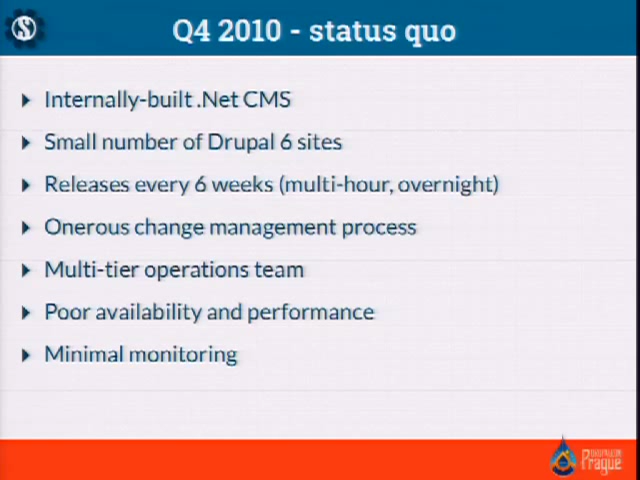 Q4 2010 - status quo
Internally-built .Net CMS
Small number of Drupal 6 sites
Releases every 6 weeks (multi-hour, overnight)
Onerous change management process
Multi-tier operations team
Poor availability and performance
Minimal monitoring
Prague